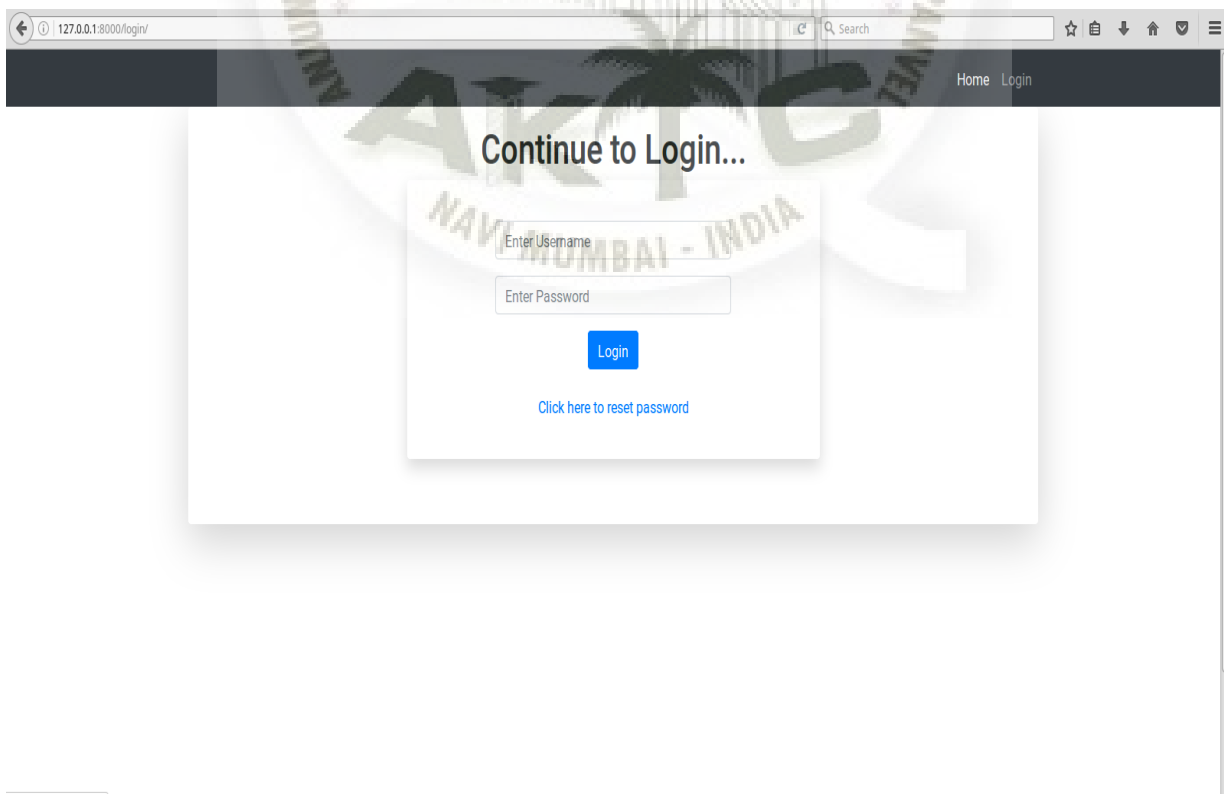 127.0.0.1:8000/login/
Search
Home Login
AKTC
Continue to Login...
NAVI MUMBAI - INDIA
Enter Username
Enter Password
Login
Click here to reset password